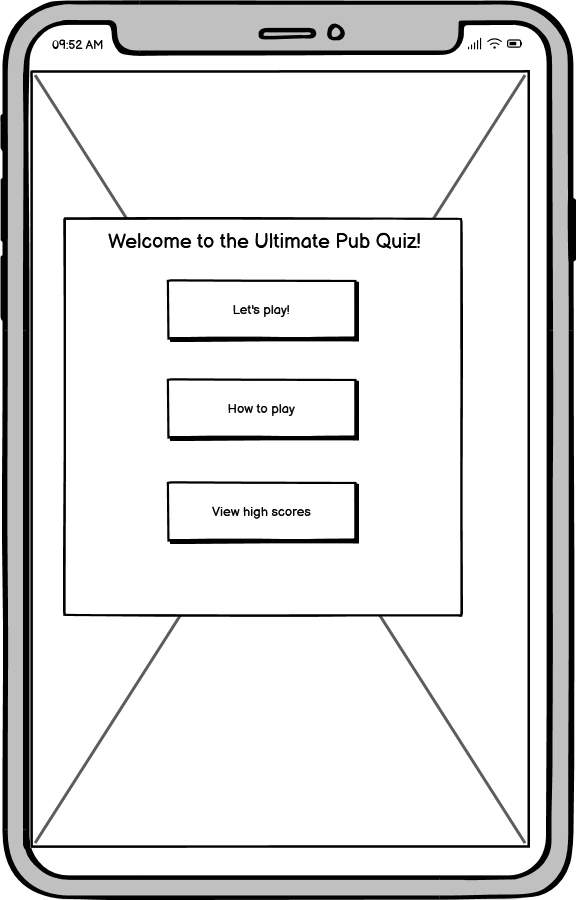 09:52 AM
Welcome to the Ultimate Pub Quiz!
Let's play!
How to play
View high scores